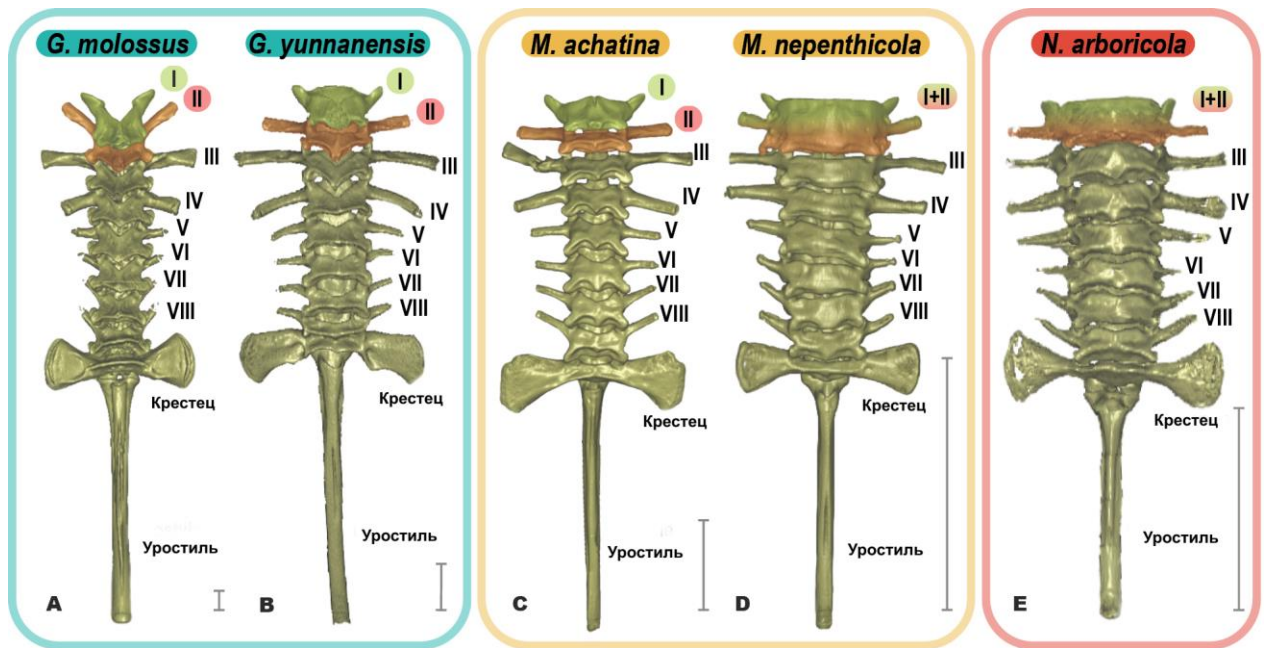 G. molossus
I
II
III
IV
V
VI
VII
VIII
Крестец
Уростиль
A
G. yunnanensis
I
II
III
IV
V
VI
VII
VIII
Крестец
Уростиль
B
M. achatina
I
II
III
IV
V
VI
VII
VIII
Крестец
Уростиль
C
M. nepenthicola
I+II
III
IV
V
VI
VII
VIII
Крестец
Уростиль
D
N. arboricola
I+II
III
IV
V
VI
VII
VIII
Крестец
Уростиль
E